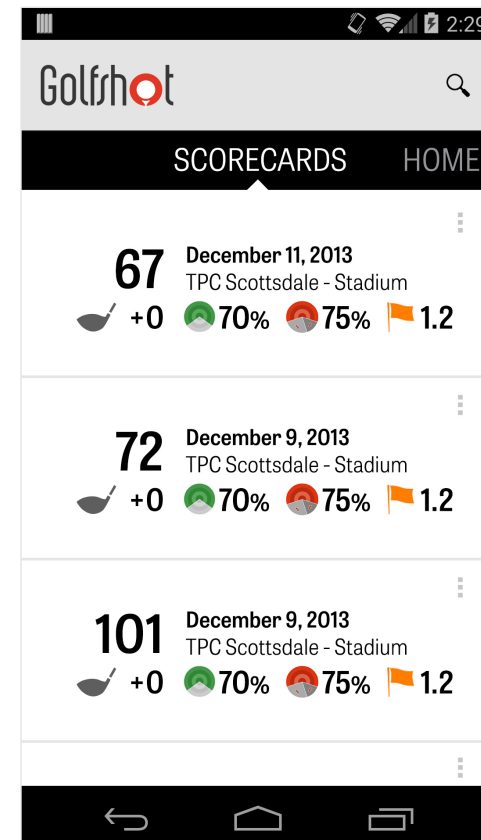 2:29
Golfshot
SCORECARDS HOME
67
December 11, 2013
TPC Scottsdale - Stadium
+0 70% 75% 1.2
72
December 9, 2013
TPC Scottsdale - Stadium
+0 70% 75% 1.2
101
December 9, 2013
TPC Scottsdale - Stadium
+0 70% 75% 1.2